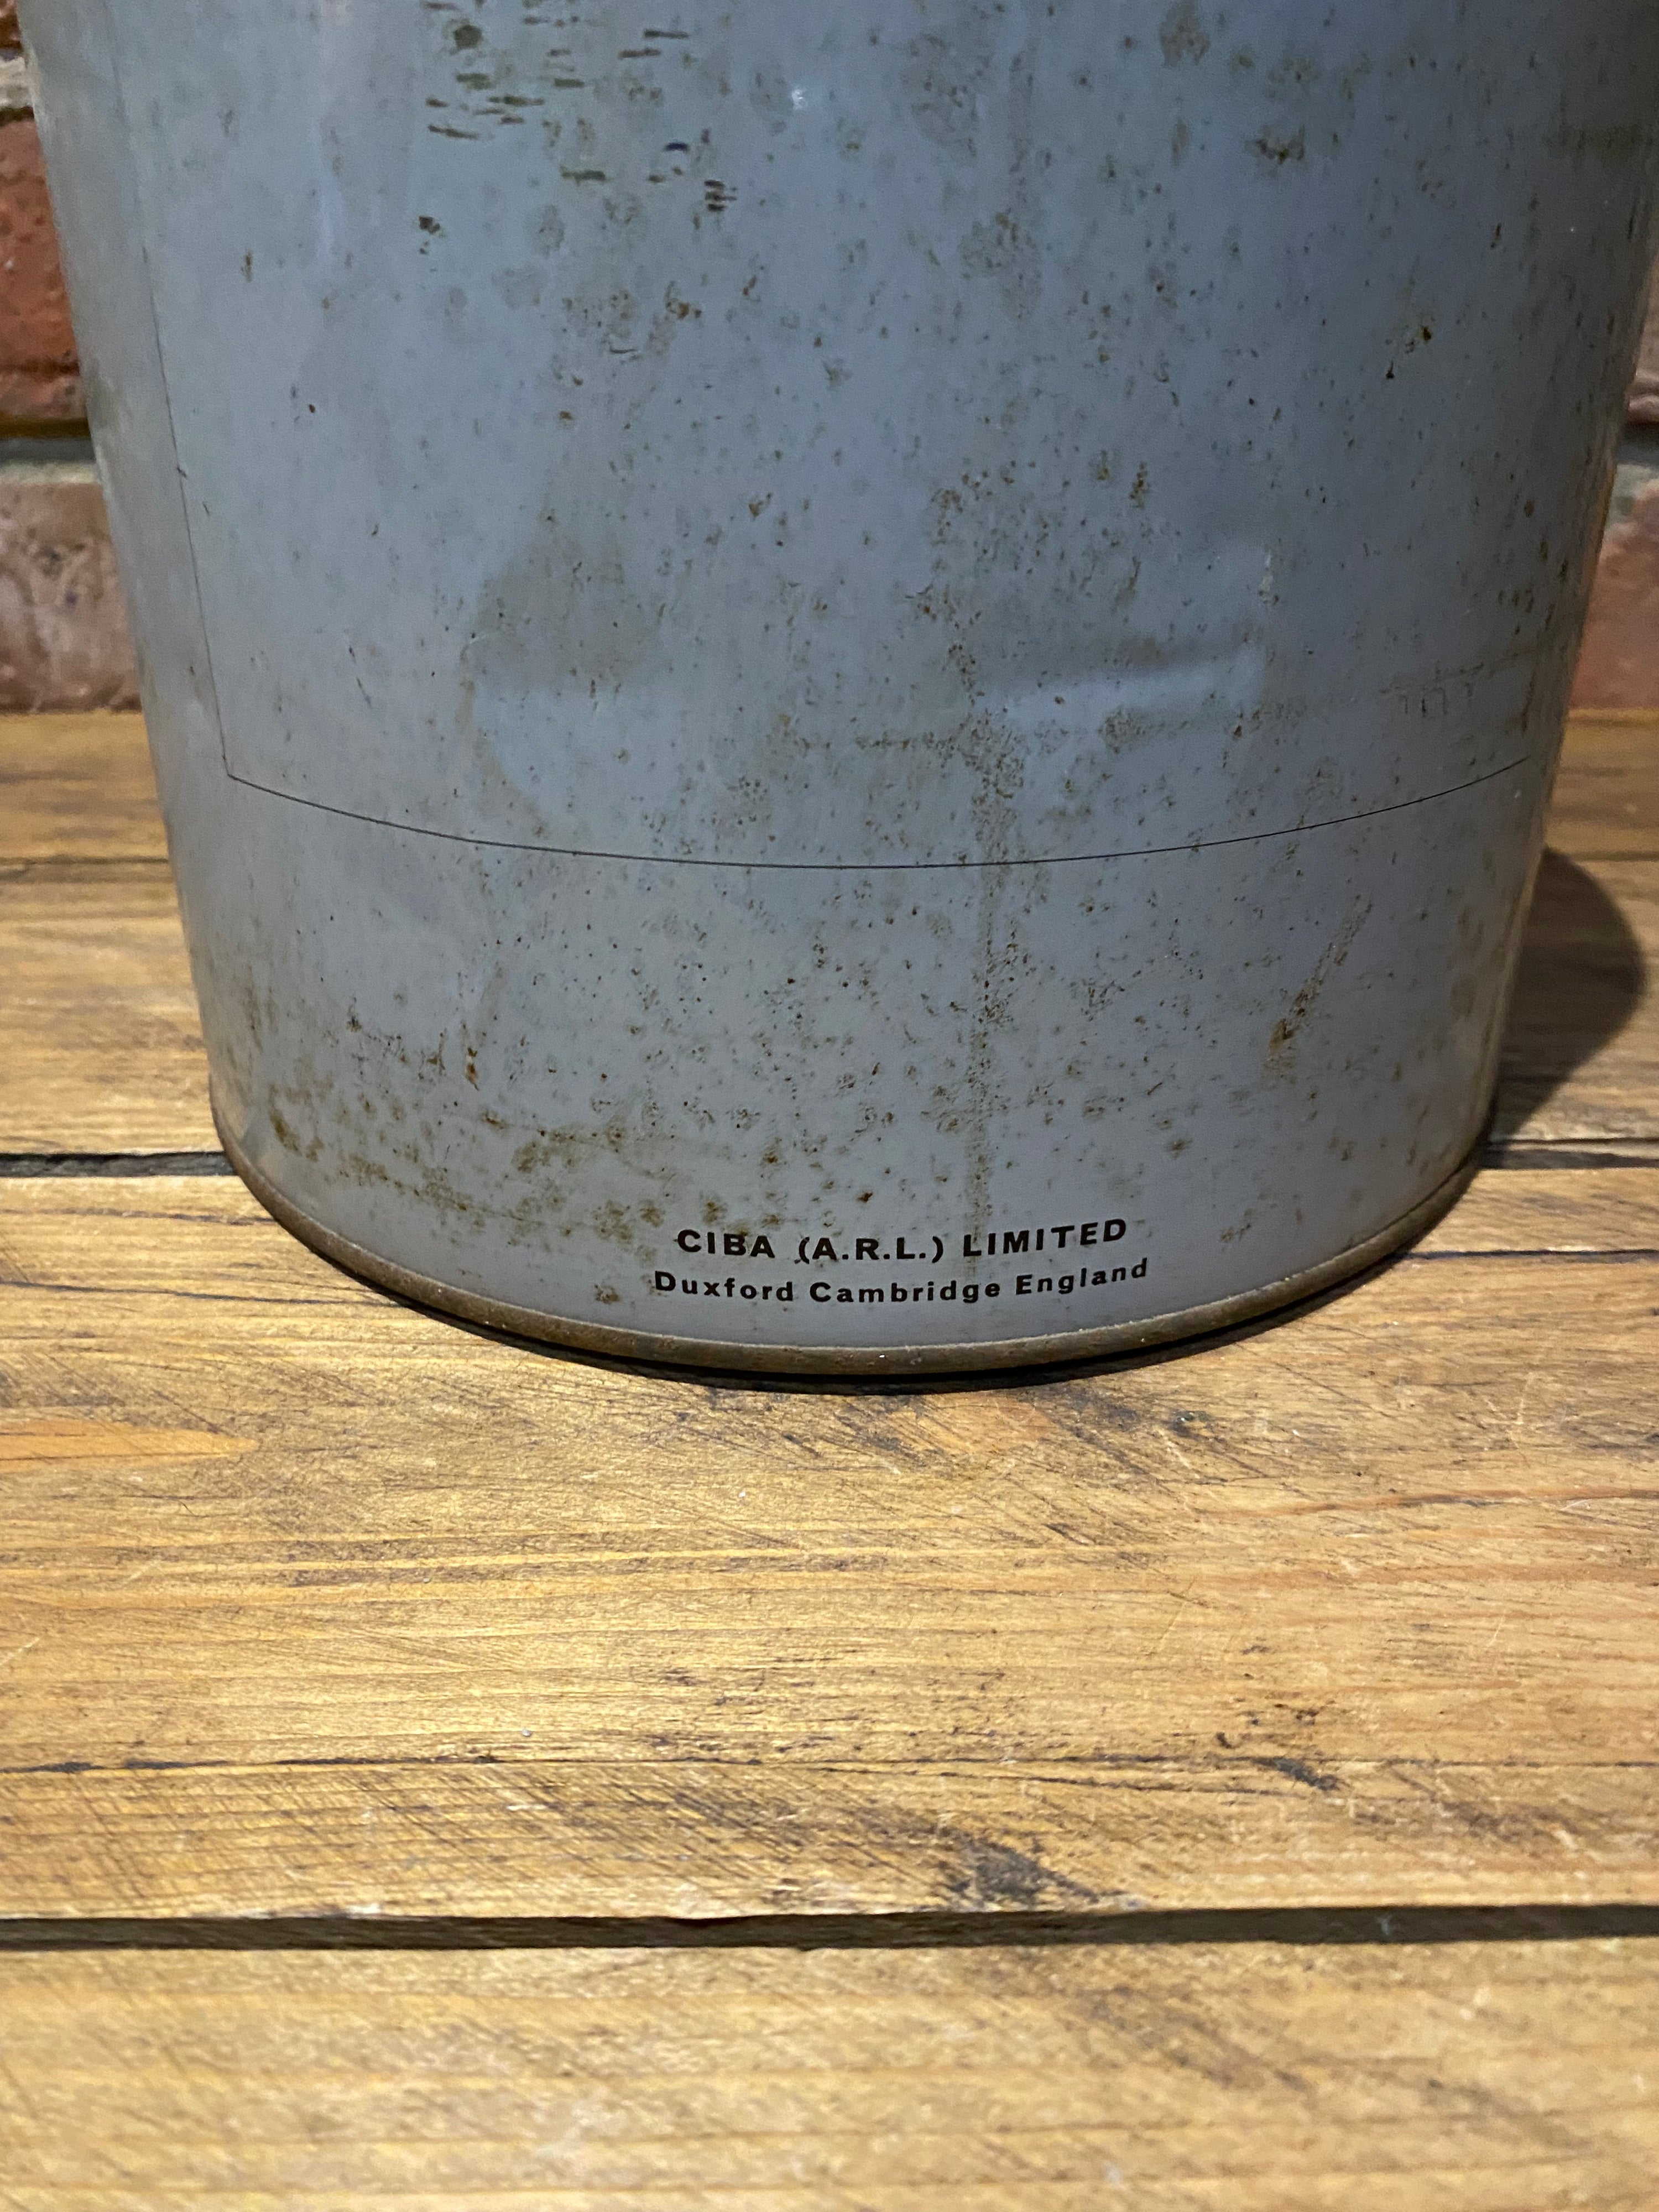 CIBA (A.R.L.) LIMITED
Duxford Cambridge England